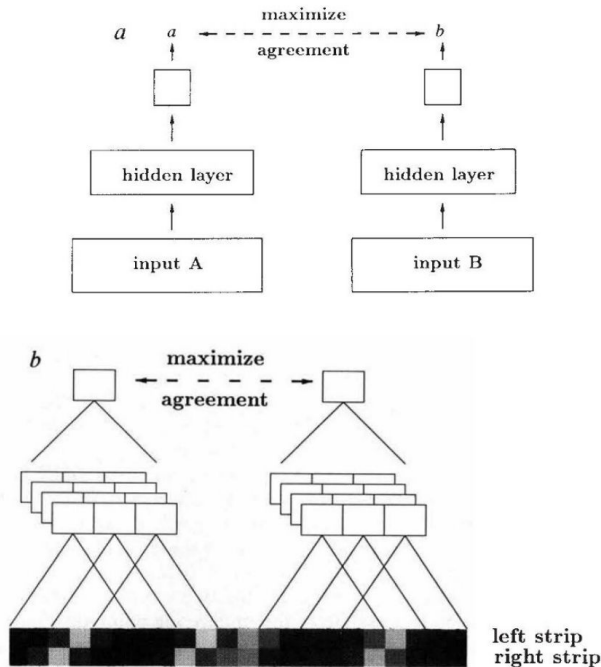 a a maximize b
agreement
hidden layer hidden layer
input A input B
b maximize
agreement
left strip
right strip